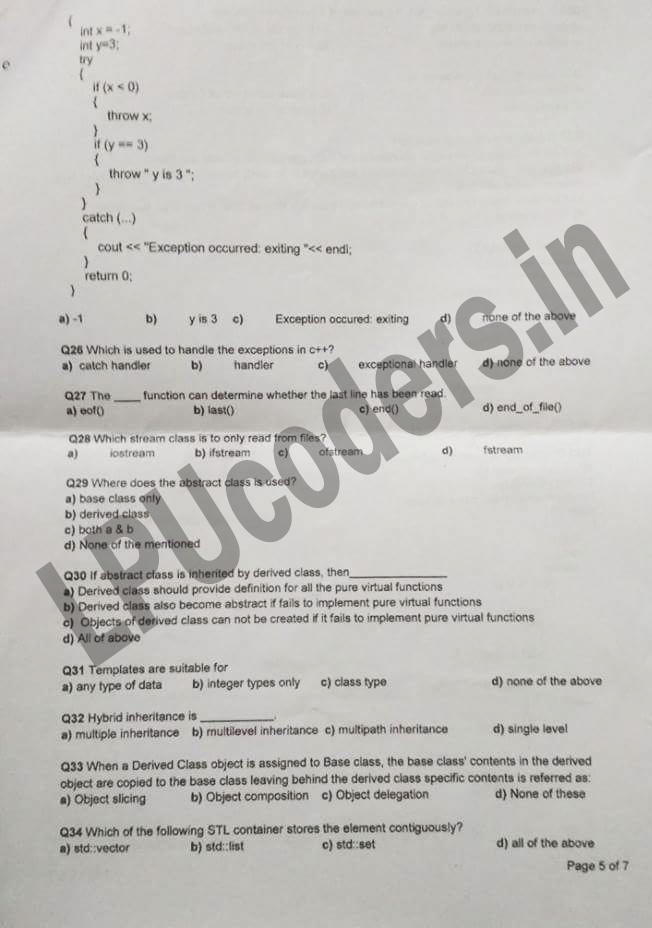 {
int x = -1;
int y=3;
try
{
if (x < 0)
{
throw x;
}
if (y == 3)
{
throw " y is 3 ";
}
}
catch (...)
{
cout << "Exception occurred: exiting "<< endl;
}
return 0;
}
a) -1 b) y is 3 c) Exception occured: exiting d) none of the above
Q26 Which is used to handle the exceptions in c++?
a) catch handler b) handler c) exceptional handler d) none of the above
Q27 The _____ function can determine whether the last line has been read.
a) eof() b) last() c) end() d) end_of_file()
Q28 Which stream class is to only read from files?
a) iostream b) ifstream c) ofstream d) fstream
Q29 Where does the abstract class is used?
a) base class only
b) derived class
c) both a & b
d) None of the mentioned
Q30 If abstract class is inherited by derived class, then_______________
a) Derived class should provide definition for all the pure virtual functions
b) Derived class also become abstract if fails to implement pure virtual functions
c) Objects of derived class can not be created if it fails to implement pure virtual functions
d) All of above
Q31 Templates are suitable for
a) any type of data b) integer types only c) class type d) none of the above
Q32 Hybrid inheritance is ____________.
a) multiple inheritance b) multilevel inheritance c) multipath inheritance d) single level
Q33 When a Derived Class object is assigned to Base class, the base class' contents in the derived
object are copied to the base class leaving behind the derived class specific contents is referred as:
a) Object slicing b) Object composition c) Object delegation d) None of these
Q34 Which of the following STL container stores the element contiguously?
a) std::vector b) std::list c) std::set d) all of the above
Page 5 of 7
LPUcoders.in